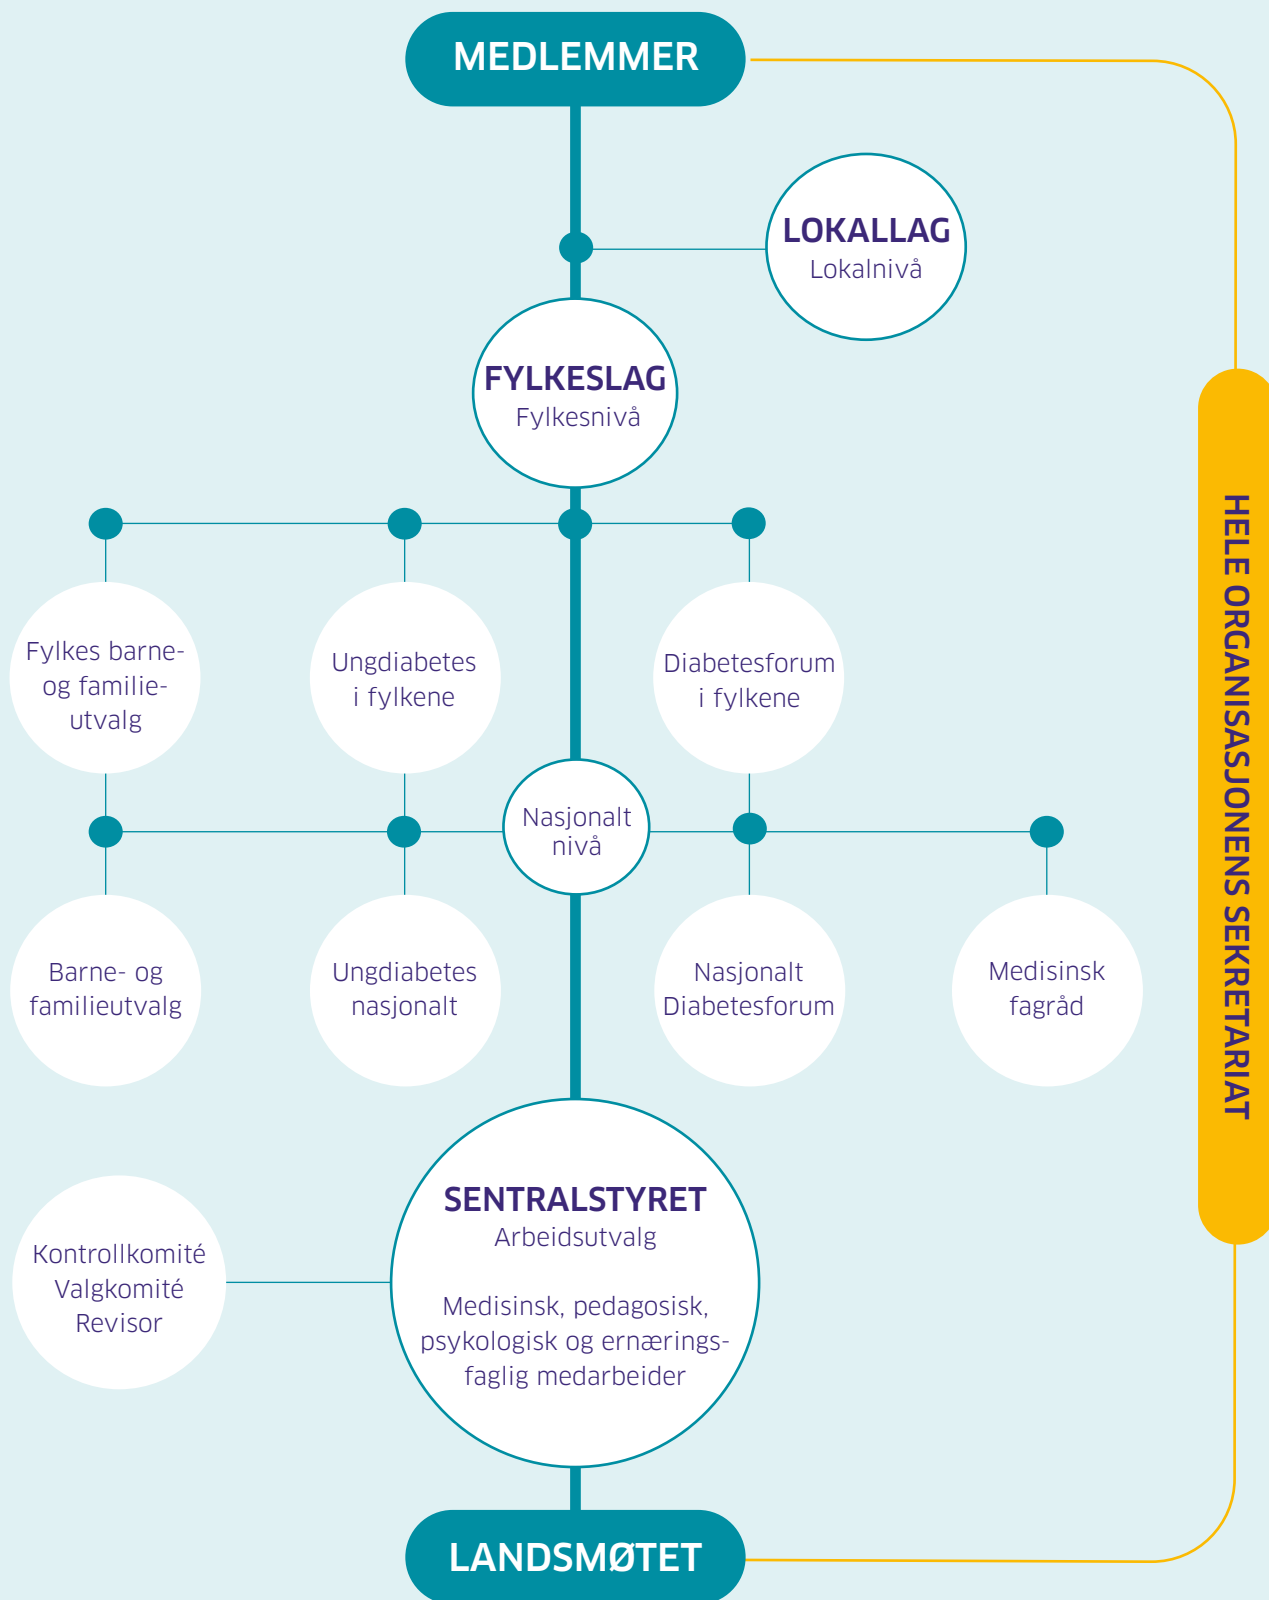 MEDLEMMER
LOKALLAG
Lokalnivå
FYLKESLAG
Fylkesnivå
Fylkes barne-
og familie-
utvalg
Ungdiabetes
i fylkene
Diabetesforum
i fylkene
Nasjonalt
nivå
Barne- og
familieutvalg
Ungdiabetes
nasjonalt
Nasjonalt
Diabetesforum
Medisinsk
fagråd
SENTRALSTYRET
Arbeidsutvalg
Medisinsk, pedagosisk,
psykologisk og ernærings-
faglig medarbeider
Kontrollkomité
Valgkomité
Revisor
LANDSMØTET
HELE ORGANISASJONENS SEKRETARIAT